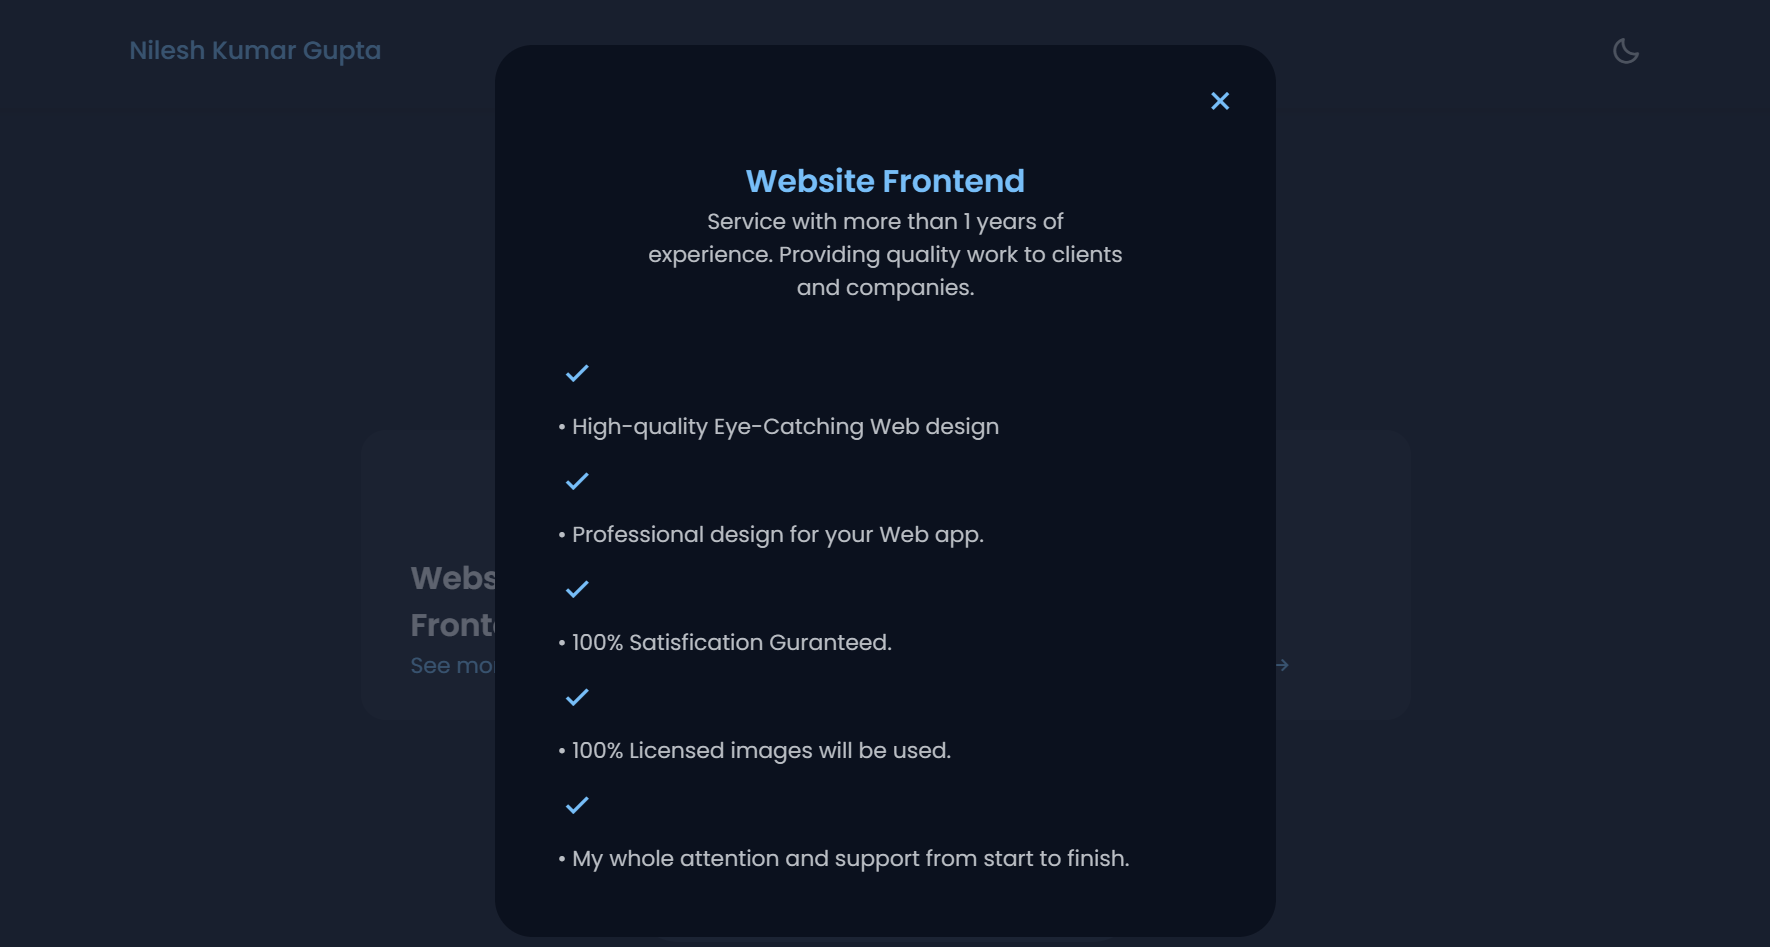 Nilesh Kumar Gupta
Website Frontend
Service with more than 1 years of
experience. Providing quality work to clients
and companies.
• High-quality Eye-Catching Web design
• Professional design for your Web app.
• 100% Satisfication Guranteed.
• 100% Licensed images will be used.
• My whole attention and support from start to finish.
Webs
Fronte
See mor